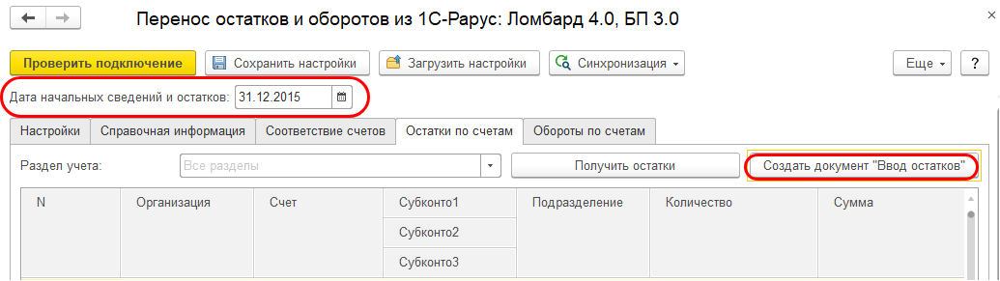 Перенос остатков и оборотов из 1С-Рарус: Ломбард 4.0, БП 3.0
Проверить подключение Сохранить настройки Загрузить настройки Синхронизация Еще ?
Дата начальных сведений и остатков: 31.12.2015
Настройки Справочная информация Соответствие счетов Остатки по счетам Обороты по счетам
Раздел учета: Все разделы Получить остатки Создать документ "Ввод остатков"
N Организация Счет Субконто1 Подразделение Количество Сумма
Субконто2
Субконто3